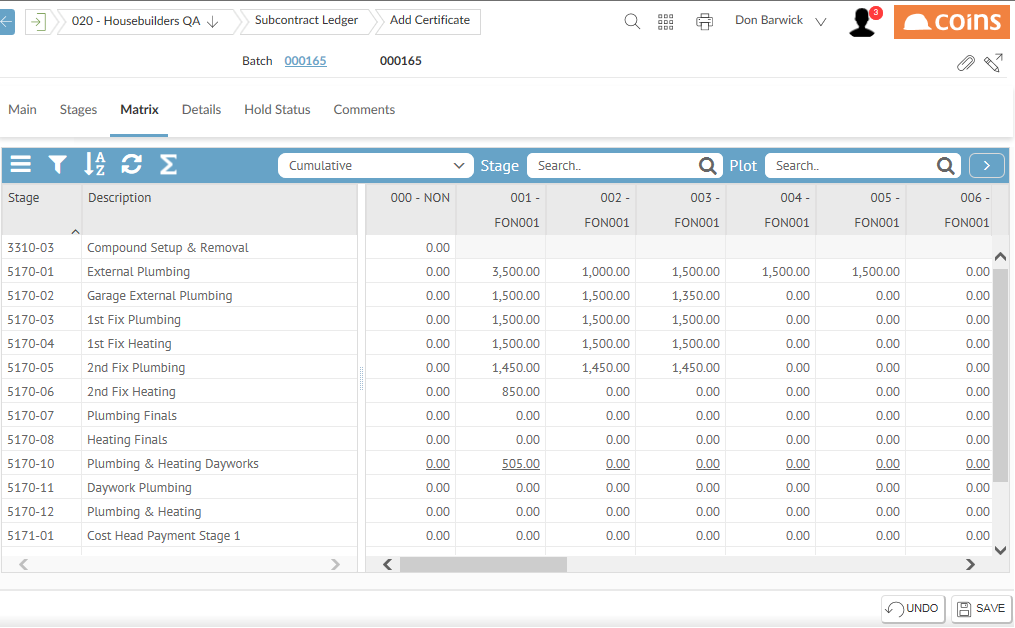 020 - Housebuilders QA Subcontract Ledger Add Certificate Don Barwick 3 coins
Batch 000165 000165
Main Stages Matrix Details Hold Status Comments
Cumulative Stage Search.. Plot Search..
Stage Description 000 - NON 001 - 002 - 003 - 004 - 005 - 006 -
FON001 FON001 FON001 FON001 FON001 FON001
3310-03 Compound Setup & Removal 0.00
5170-01 External Plumbing 0.00 3,500.00 1,000.00 1,500.00 1,500.00 1,500.00 0.00
5170-02 Garage External Plumbing 0.00 1,500.00 1,500.00 1,350.00 0.00 0.00 0.00
5170-03 1st Fix Plumbing 0.00 1,500.00 1,500.00 1,500.00 0.00 0.00 0.00
5170-04 1st Fix Heating 0.00 1,500.00 1,500.00 1,500.00 0.00 0.00 0.00
5170-05 2nd Fix Plumbing 0.00 1,450.00 1,450.00 1,450.00 0.00 0.00 0.00
5170-06 2nd Fix Heating 0.00 850.00 0.00 0.00 0.00 0.00 0.00
5170-07 Plumbing Finals 0.00 0.00 0.00 0.00 0.00 0.00 0.00
5170-08 Heating Finals 0.00 0.00 0.00 0.00 0.00 0.00 0.00
5170-10 Plumbing & Heating Dayworks 0.00 505.00 0.00 0.00 0.00 0.00 0.00
5170-11 Daywork Plumbing 0.00 0.00 0.00 0.00 0.00 0.00 0.00
5170-12 Plumbing & Heating 0.00 0.00 0.00 0.00 0.00 0.00 0.00
5171-01 Cost Head Payment Stage 1 0.00 0.00 0.00 0.00 0.00 0.00 0.00
UNDO SAVE